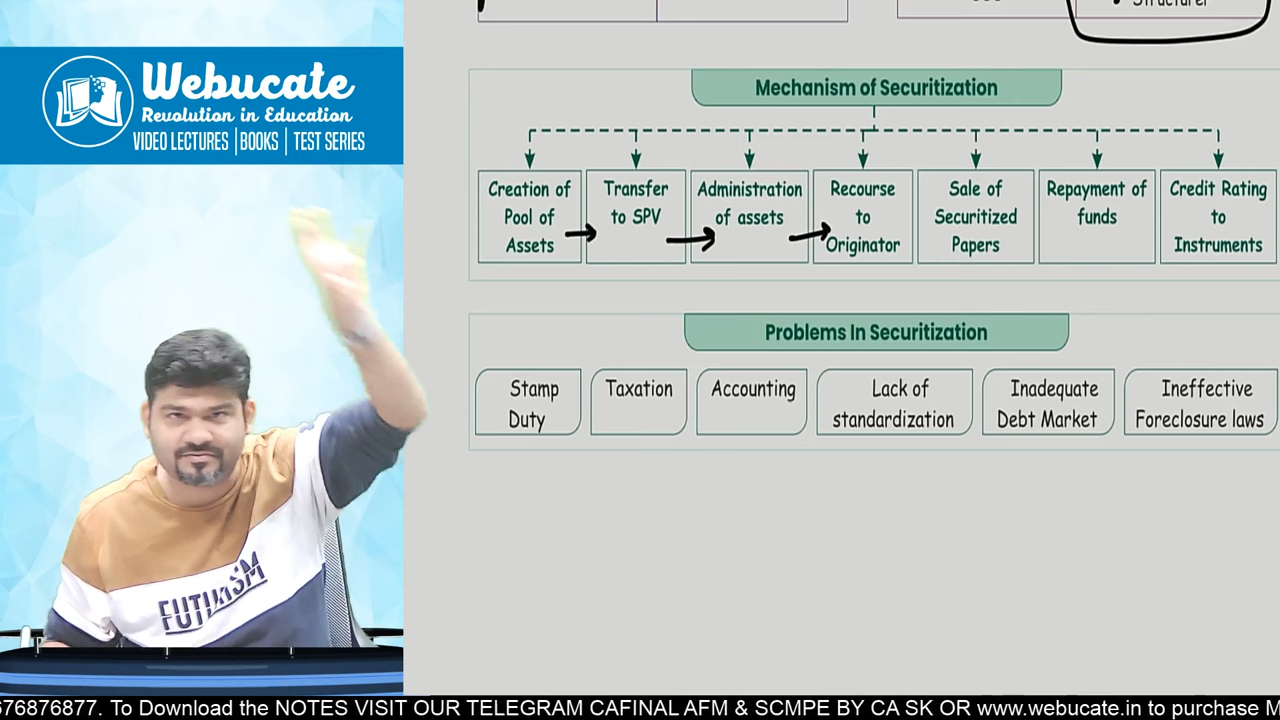 Structurer
Webucate
Revolution in Education
VIDEO LECTURES | BOOKS | TEST SERIES
Mechanism of Securitization
Creation of
Pool of
Assets
Transfer
to SPV
Administration
of assets
Recourse
to
Originator
Sale of
Securitized
Papers
Repayment of
funds
Credit Rating
to
Instruments
Problems In Securitization
Stamp
Duty
Taxation
Accounting
Lack of
standardization
Inadequate
Debt Market
Ineffective
Foreclosure laws
FUTURISM
676876877. To Download the NOTES VISIT OUR TELEGRAM CAFINAL AFM & SCMPE BY CA SK OR www.webucate.in to purchase M